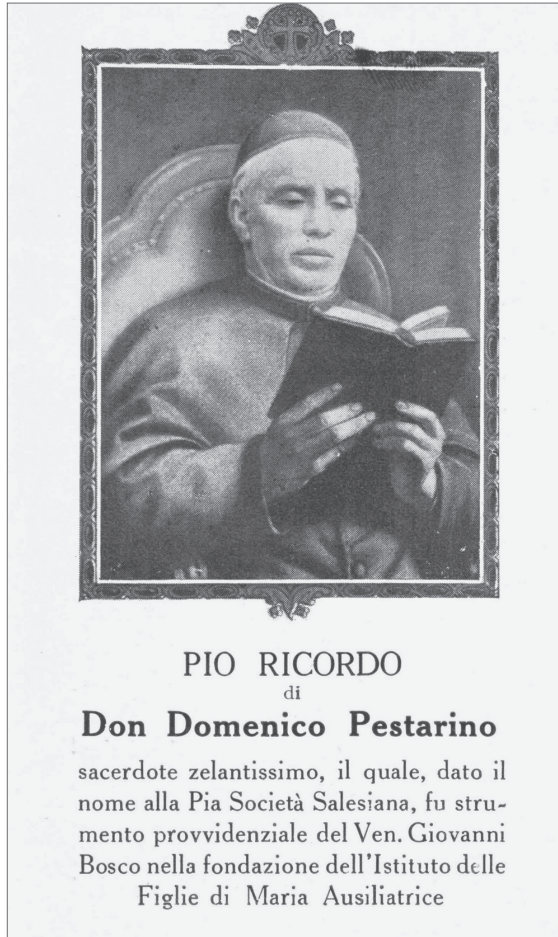 PIO RICORDO
di
Don Domenico Pestarino
sacerdote zelantissimo, il quale, dato il
nome alla Pia Società Salesiana, fu stru-
mento provvidenziale del Ven. Giovanni
Bosco nella fondazione dell'Istituto delle
Figlie di Maria Ausiliatrice